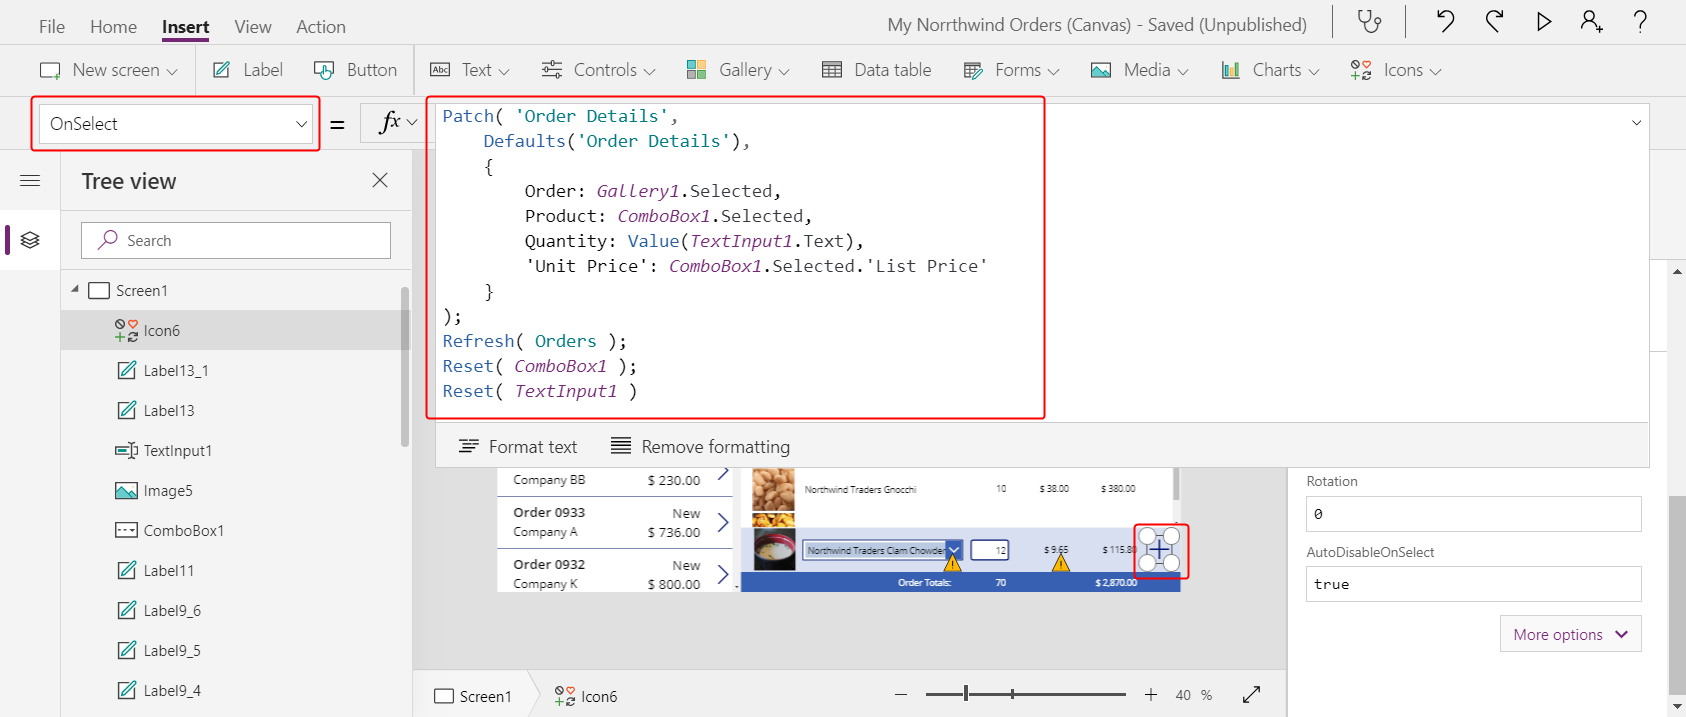 File Home Insert View Action My Norrthwind Orders (Canvas) - Saved (Unpublished) ?
New screen Label Button Abc Text Controls Gallery Data table Forms Media Charts Icons
OnSelect = fx
Patch( 'Order Details',
Defaults('Order Details'),
{
Order: Gallery1.Selected,
Product: ComboBox1.Selected,
Quantity: Value(TextInput1.Text),
'Unit Price': ComboBox1.Selected.'List Price'
}
);
Refresh( Orders );
Reset( ComboBox1 );
Reset( TextInput1 )
Format text Remove formatting
Tree view
Search
Screen1
Icon6
Label13_1
Label13
TextInput1
Image5
ComboBox1
Label11
Label9_6
Label9_5
Label9_4
Company BB $ 230.00
Order 0933 New
Company A $ 736.00
Order 0932 New
Company K $ 800.00
Northwind Traders Gnocchi 10 $ 38.00 $ 380.00
Northwind Traders Clam Chowder 12 $ 9.65 $ 115.80
Order Totals: 70 $ 2,870.00
Rotation
0
AutoDisableOnSelect
true
More options
Screen1 Icon6 40 %